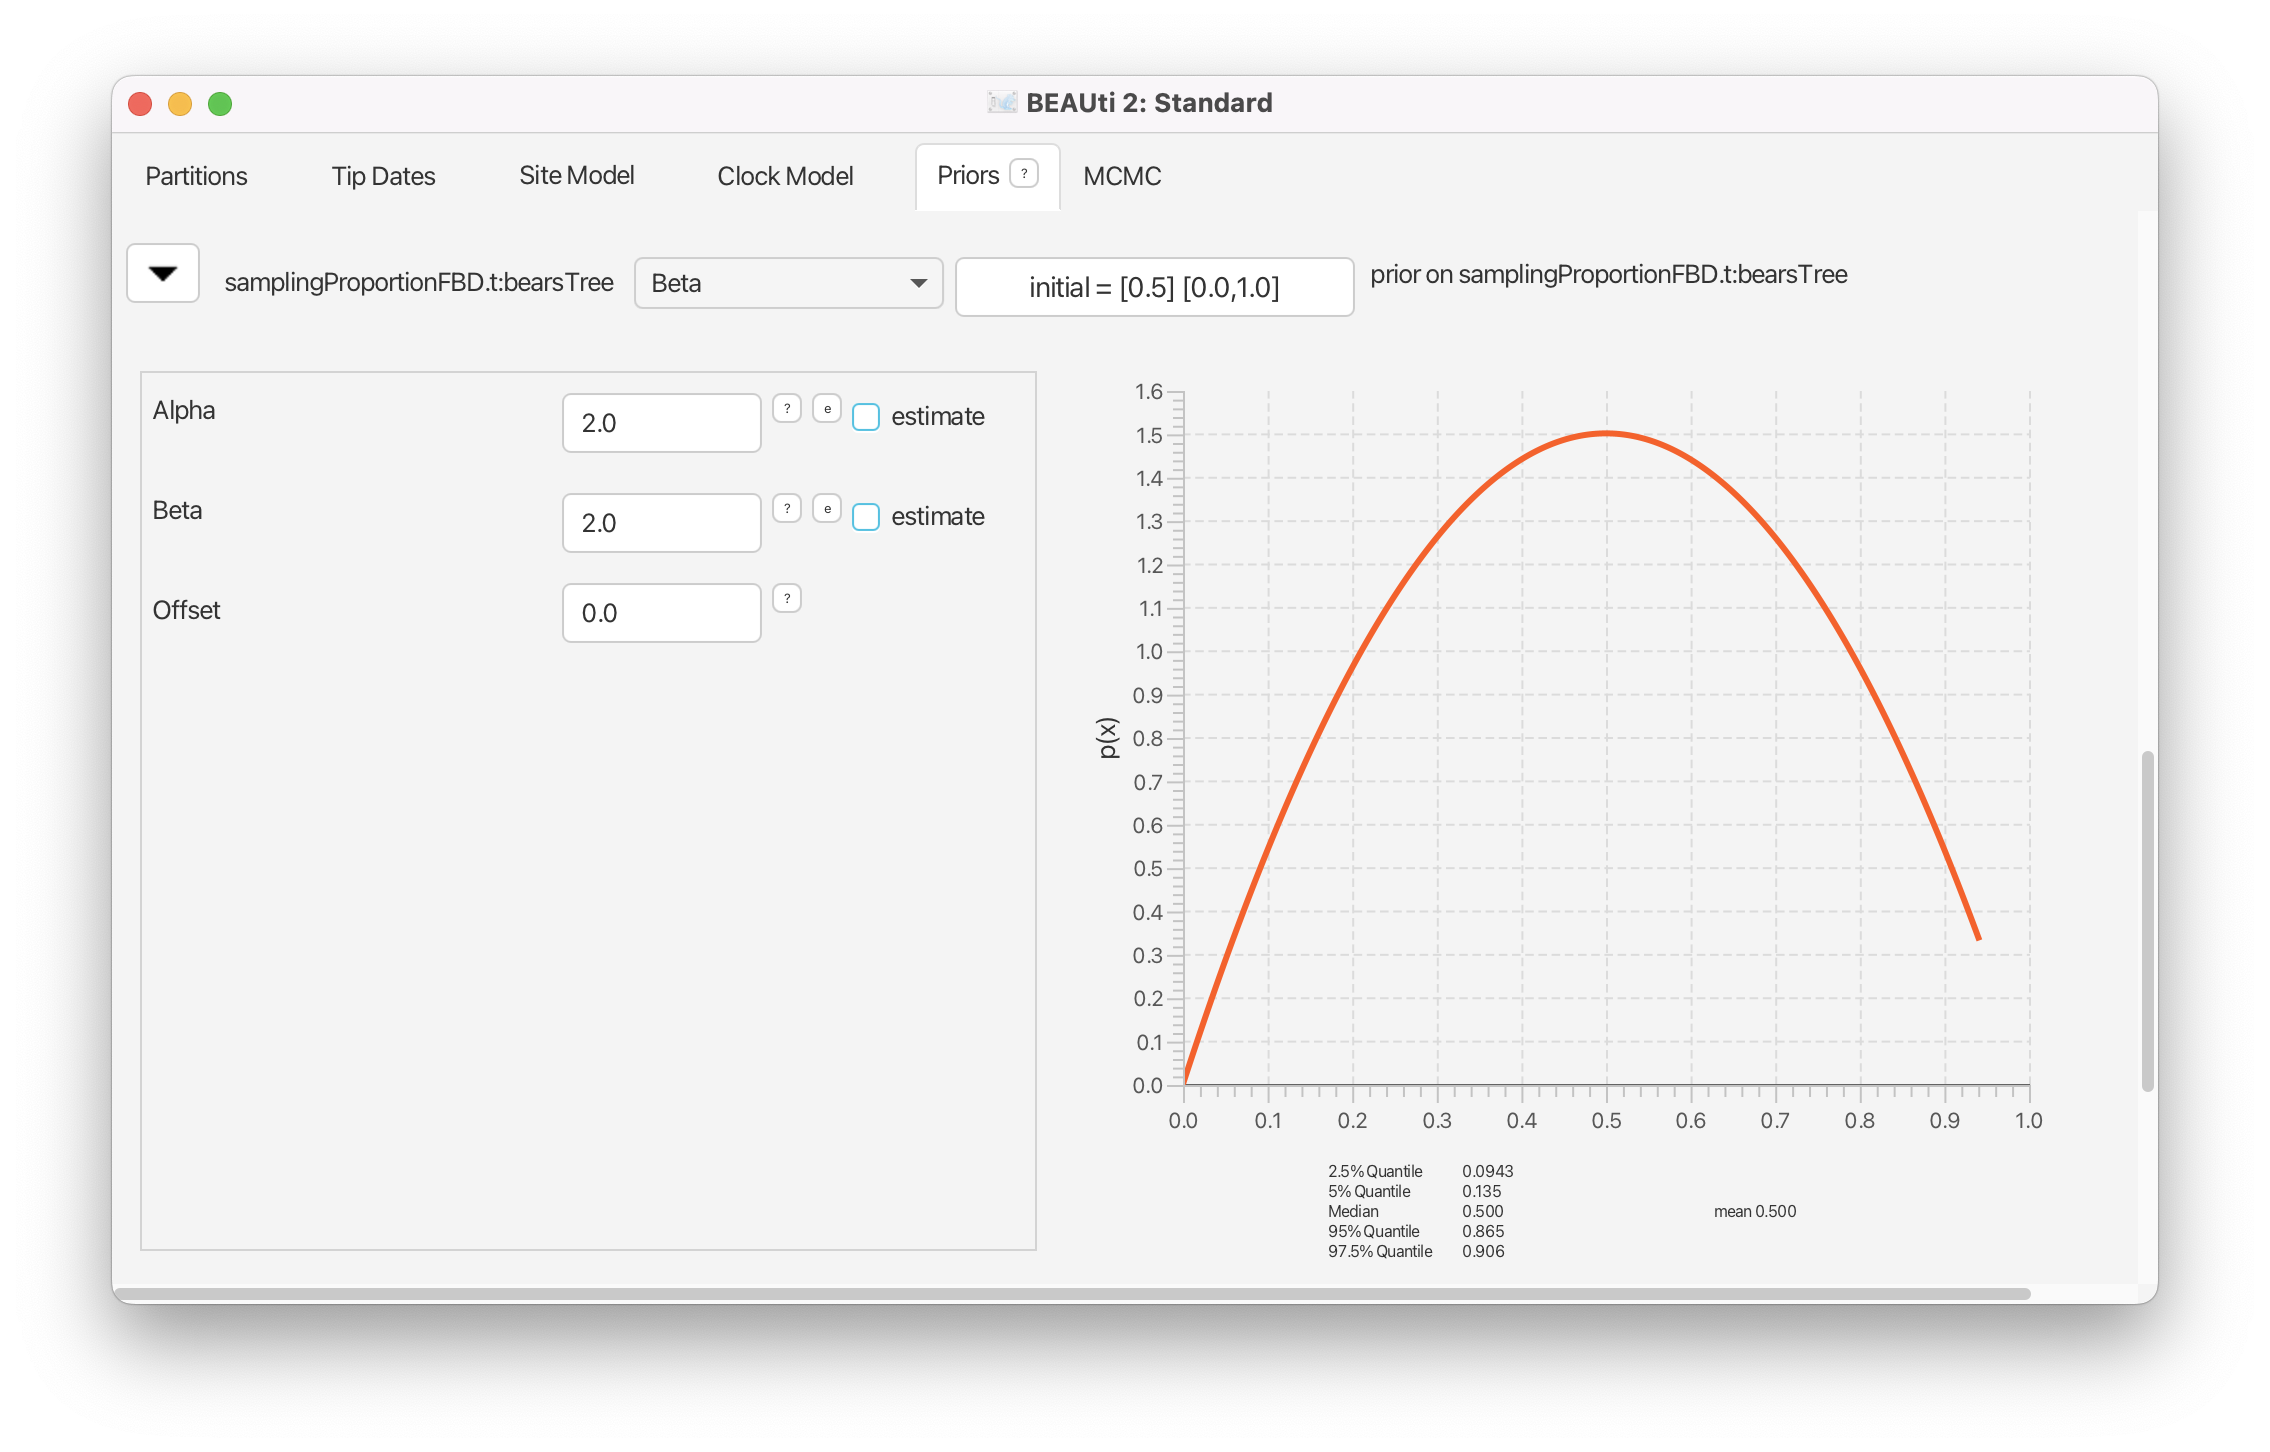 BEAUti 2: Standard
Partitions Tip Dates Site Model Clock Model Priors ? MCMC
samplingProportionFBD.t:bearsTree Beta initial = [0.5] [0.0,1.0] prior on samplingProportionFBD.t:bearsTree
Alpha 2.0 ? e estimate
Beta 2.0 ? e estimate
Offset 0.0 ?
1.6
1.5
1.4
1.3
1.2
1.1
1.0
0.9
0.8
0.7
0.6
0.5
0.4
0.3
0.2
0.1
0.0
p(x)
0.0 0.1 0.2 0.3 0.4 0.5 0.6 0.7 0.8 0.9 1.0
2.5% Quantile 0.0943
5% Quantile 0.135
Median 0.500 mean 0.500
95% Quantile 0.865
97.5% Quantile 0.906